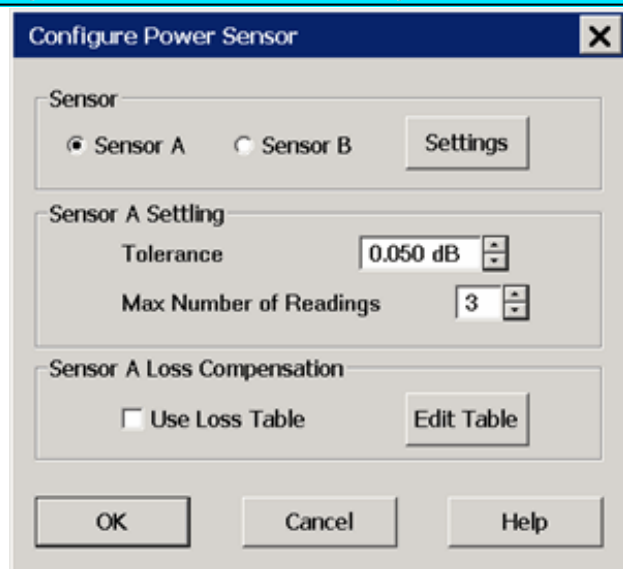 Configure Power Sensor
Sensor
Sensor A Sensor B Settings
Sensor A Settling
Tolerance 0.050 dB
Max Number of Readings 3
Sensor A Loss Compensation
Use Loss Table Edit Table
OK Cancel Help